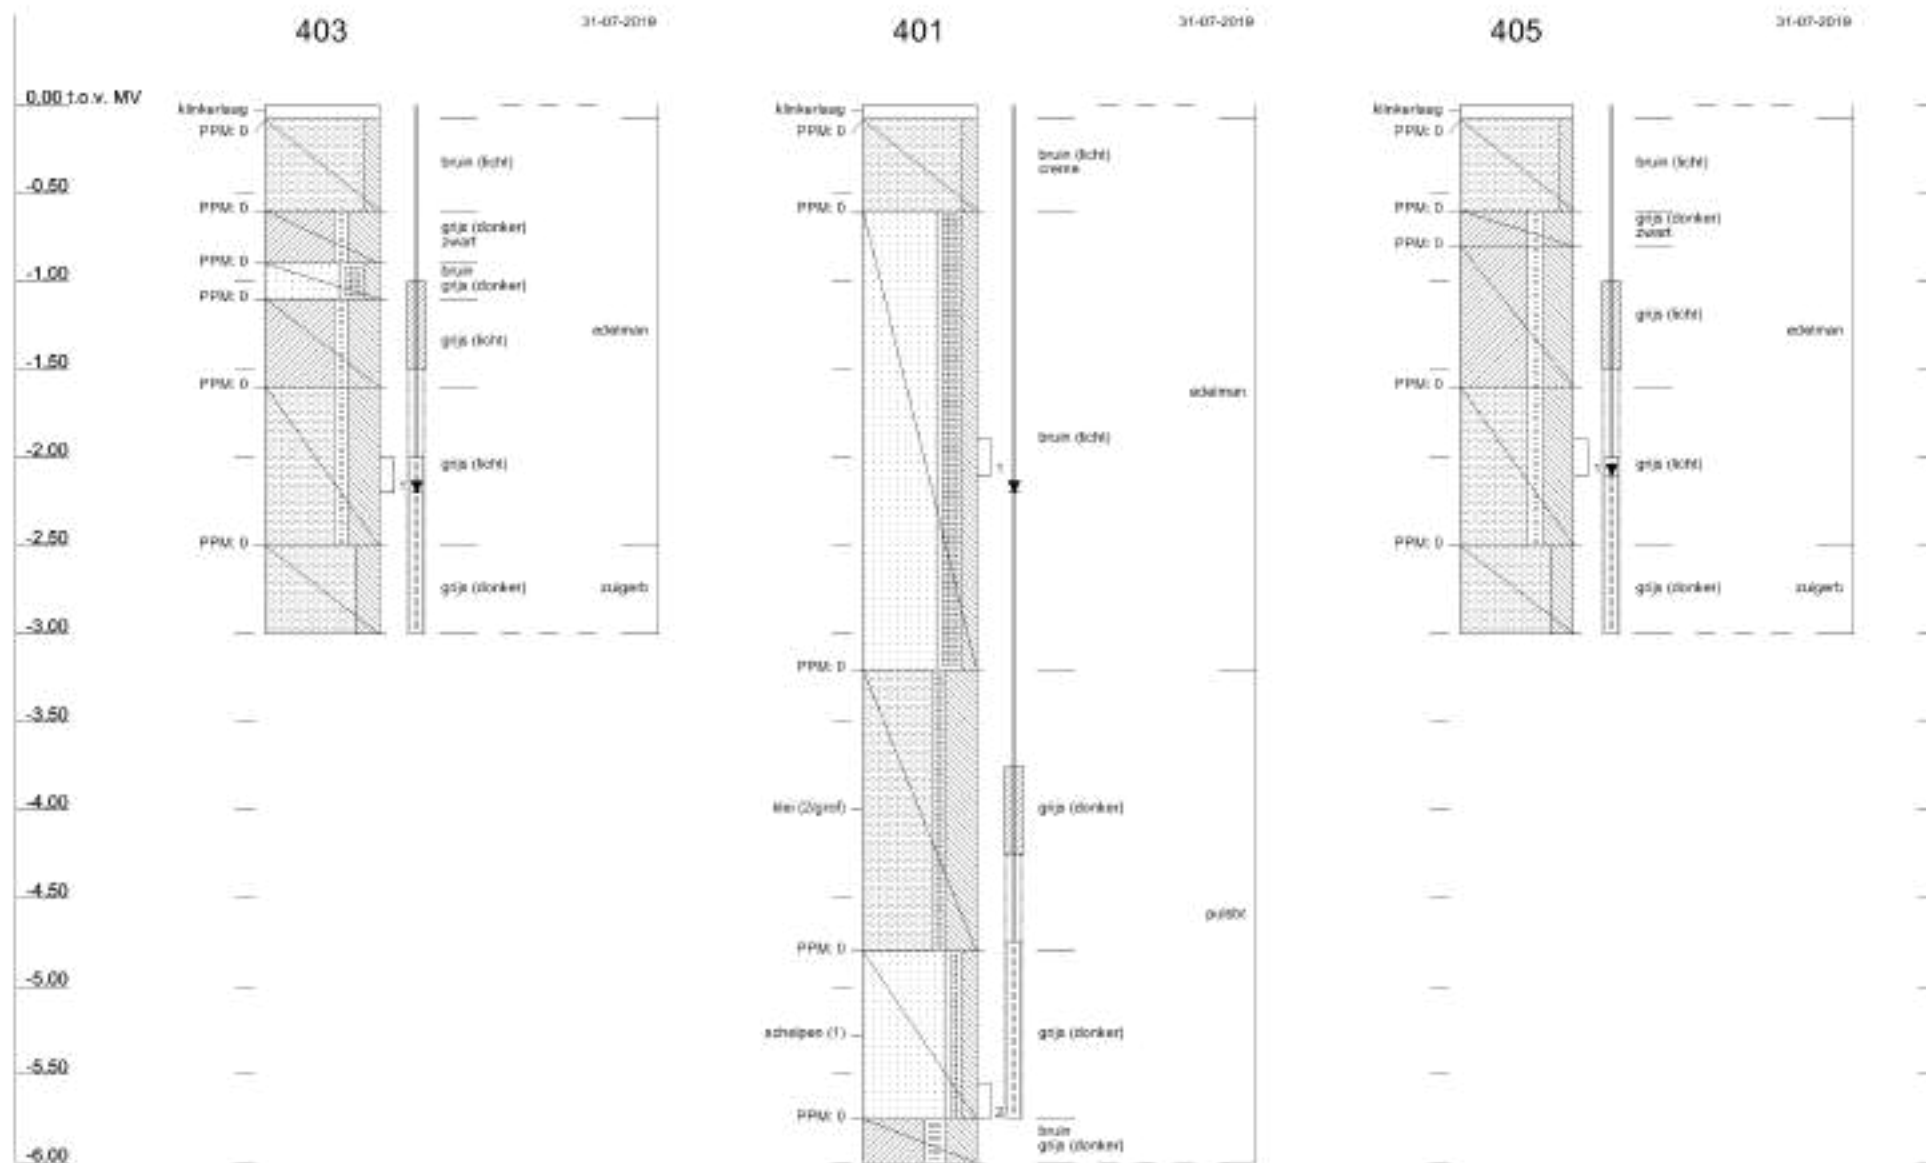 403
31-07-2019
401
31-07-2019
405
31-07-2019
0.00 t.o.v. MV
-0.50
-1.00
-1.50
-2.00
-2.50
-3.00
-3.50
-4.00
-4.50
-5.00
-5.50
-6.00
klinkerlaag
PPM: 0
PPM: 0
PPM: 0
PPM: 0
PPM: 0
PPM: 0
1
bruin (licht)
grijs (donker)
zwart
bruin
grijs (donker)
grijs (licht)
grijs (licht)
grijs (donker)
edelman
zuigerb
klinkerlaag
PPM: 0
PPM: 0
PPM: 0
klei (2/grof)
PPM: 0
schelpen (1)
PPM: 0
1
2
bruin (licht)
creme
bruin (licht)
grijs (donker)
grijs (donker)
bruin
grijs (donker)
edelman
pulsbr
klinkerlaag
PPM: 0
PPM: 0
PPM: 0
PPM: 0
PPM: 0
1
bruin (licht)
grijs (donker)
zwart
grijs (licht)
grijs (licht)
grijs (donker)
edelman
zuigerb